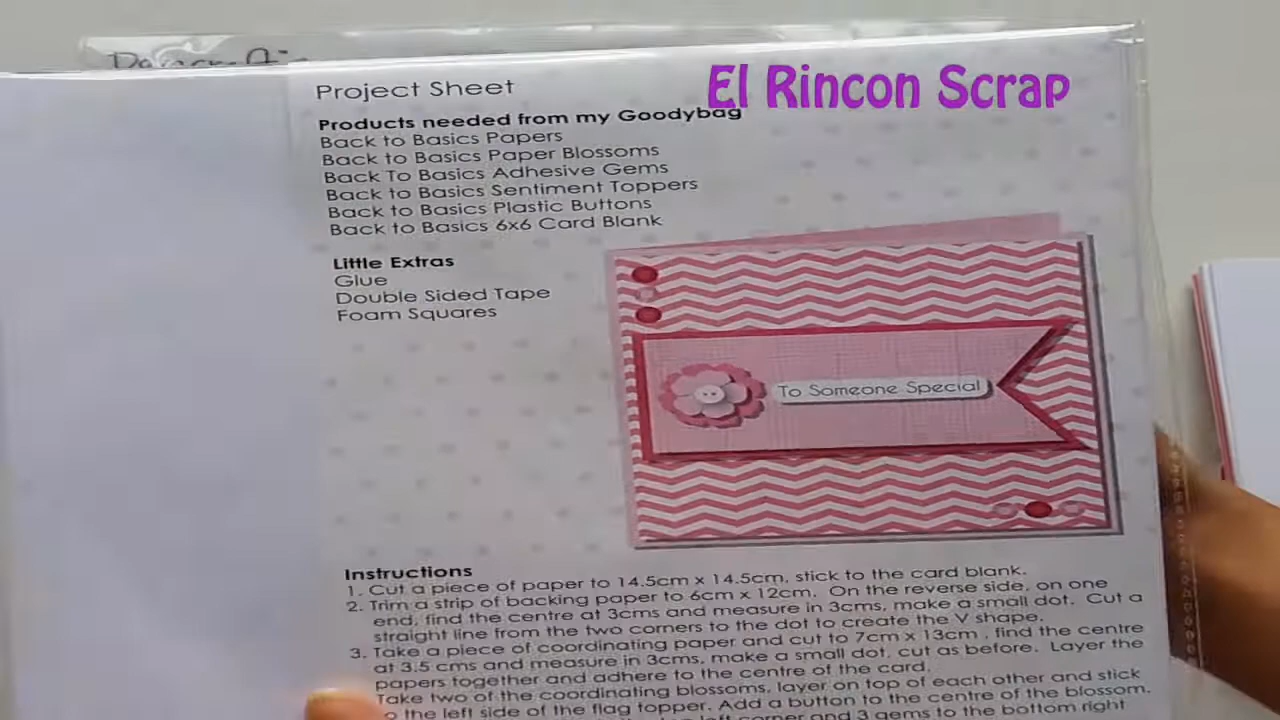 El Rincon Scrap
Project Sheet
Products needed from my Goodybag
Back to Basics Papers
Back to Basics Paper Blossoms
Back To Basics Adhesive Gems
Back to Basics Sentiment Toppers
Back to Basics Plastic Buttons
Back to Basics 6x6 Card Blank
Little Extras
Glue
Double Sided Tape
Foam Squares
To Someone Special
Instructions
1. Cut a piece of paper to 14.5cm x 14.5cm, stick to the card blank.
2. Trim a strip of backing paper to 6cm x 12cm. On the reverse side, on one
end, find the centre at 3cms and measure in 3cms, make a small dot. Cut a
straight line from the two corners to the dot to create the V shape.
3. Take a piece of coordinating paper and cut to 7cm x 13cm , find the centre
at 3.5 cms and measure in 3cms, make a small dot, cut as before. Layer the
papers together and adhere to the centre of the card.
Take two of the coordinating blossoms, layer on top of each other and stick
the left side of the flag topper. Add a button to the centre of the blossom.
left corner and 3 gems to the bottom right